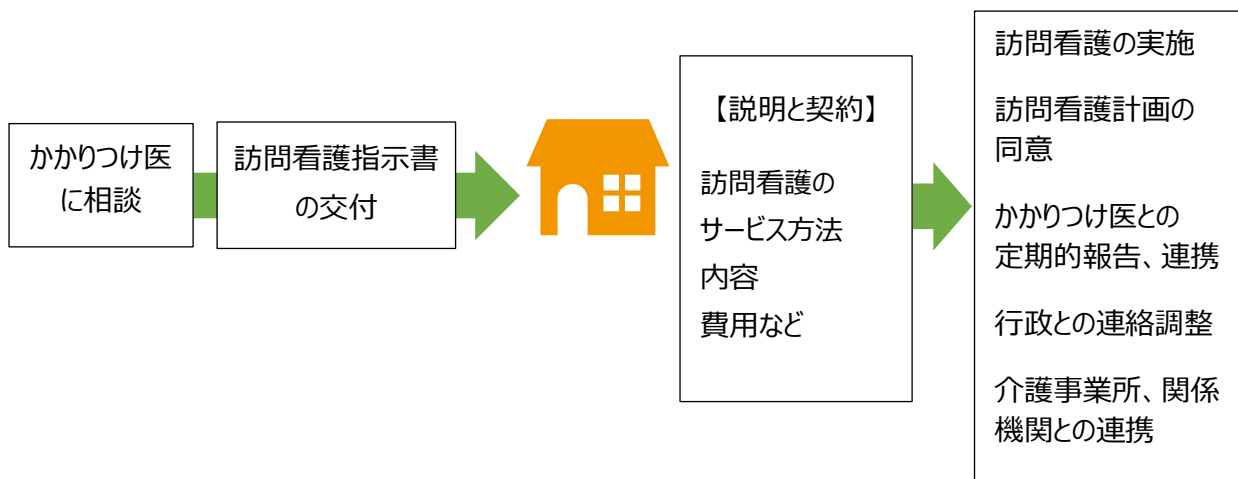 かかりつけ医
に相談
訪問看護指示書
の交付
【説明と契約】
訪問看護の
サービス方法
内容
費用など
訪問看護の実施
訪問看護計画の
同意
かかりつけ医との
定期的報告、連携
行政との連絡調整
介護事業所、関係
機関との連携